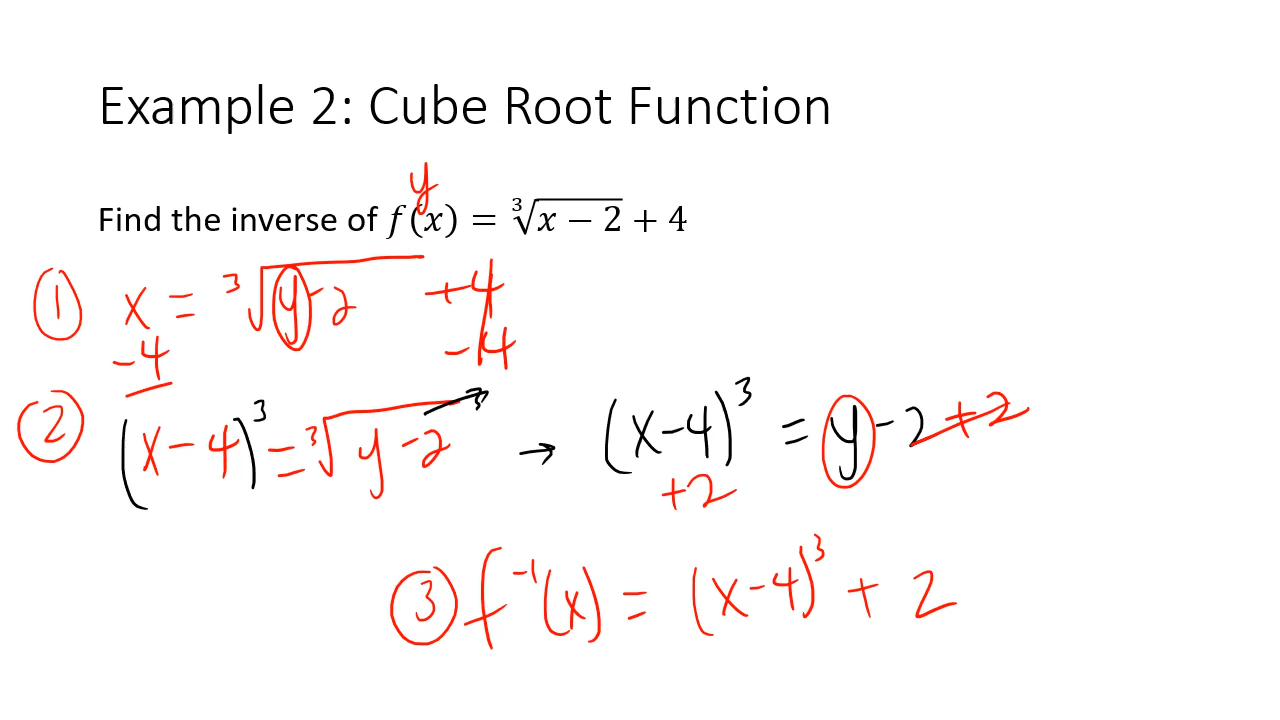 Example 2: Cube Root Function
y
Find the inverse of f(x) = ∛(x − 2) + 4
① x = ∛(y-2) +4
-4 -4
② (x-4)³ = ∛(y-2)³ → (x-4)³ = y-2+2
+2
③ f⁻¹(x) = (x-4)³ + 2